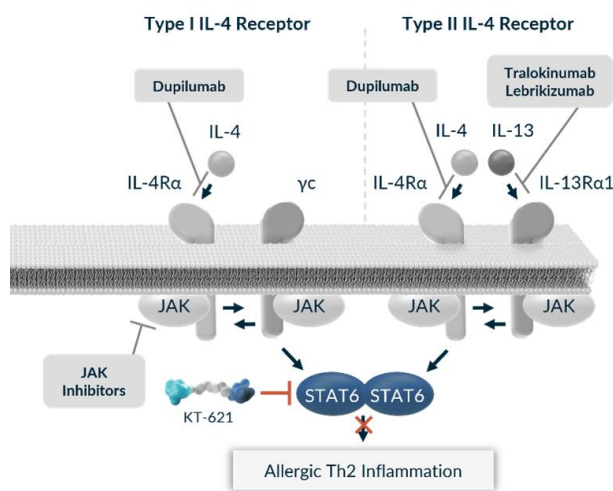 Type I IL-4 Receptor
Type II IL-4 Receptor
Dupilumab
Dupilumab
Tralokinumab
Lebrikizumab
IL-4
IL-4
IL-13
IL-4Rα
γc
IL-4Rα
IL-13Rα1
JAK
JAK
JAK
JAK
JAK
Inhibitors
KT-621
STAT6
STAT6
Allergic Th2 Inflammation